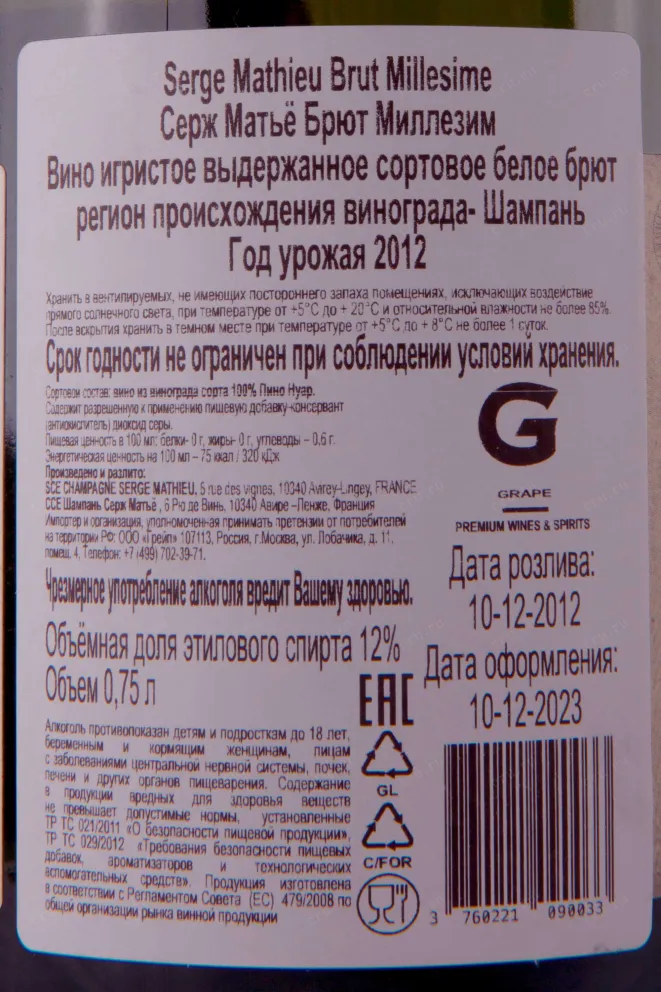 Serge Mathieu Brut Millesime
Серж Матьё Брют Миллезим
Вино игристое выдержанное сортовое белое брют
регион происхождения винограда- Шампань
Год урожая 2012
Хранить в вентилируемых, не имеющих постороннего запаха помещениях, исключающих воздействие
прямого солнечного света, при температуре от +5°C до + 20°C и относительной влажности не более 85%.
После вскрытия хранить в темном месте при температуре от +5°C до + 8°C не более 1 суток.
Срок годности не ограничен при соблюдении условий хранения.
Сортовой состав: вино из винограда сорта 100% Пино Нуар.
Содержит разрешенную к применению пищевую добавку-консервант
(антиокислитель) диоксид серы.
Пищевая ценность в 100 мл: белки- 0 г, жиры- 0 г, углеводы – 0,6 г.
Энергетическая ценность на 100 мл – 75 ккал / 320 кДж
Произведено и разлито:
SCE CHAMPAGNE SERGE MATHIEU, 6 rue des vignes, 10340 Avirey-Lingey, FRANCE
ССЕ Шампань Серж Матьё , 6 Рю де Винь, 10340 Авире -Ленже, Франция
Импортер и организация, уполномоченная принимать претензии от потребителей
на территории РФ: ООО «Грейп» 107113, Россия, г.Москва, ул. Лобачика, д. 11,
помещ. 4, Телефон: +7 (499) 702-39-71.
Чрезмерное употребление алкоголя вредит Вашему здоровью.
Объёмная доля этилового спирта 12%
Объем 0,75 л
G
GRAPE
PREMIUM WINES & SPIRITS
Дата розлива:
10-12-2012
Дата оформления:
10-12-2023
EAC
GL
C/FOR
Алкоголь противопоказан детям и подросткам до 18 лет,
беременным и кормящим женщинам, лицам
с заболеваниями центральной нервной системы, почек,
печени и других органов пищеварения. Содержание
в продукции вредных для здоровья веществ
не превышает допустимые нормы, установленные
ТР ТС 021/2011 «О безопасности пищевой продукции»,
ТР ТС 029/2012 «Требования безопасности пищевых
добавок, ароматизаторов и технологических
вспомогательных средств». Продукция изготовлена
в соответствии с Регламентом Совета (ЕС) 479/2008 по
общей организации рынка винной продукции
3 760221 090033